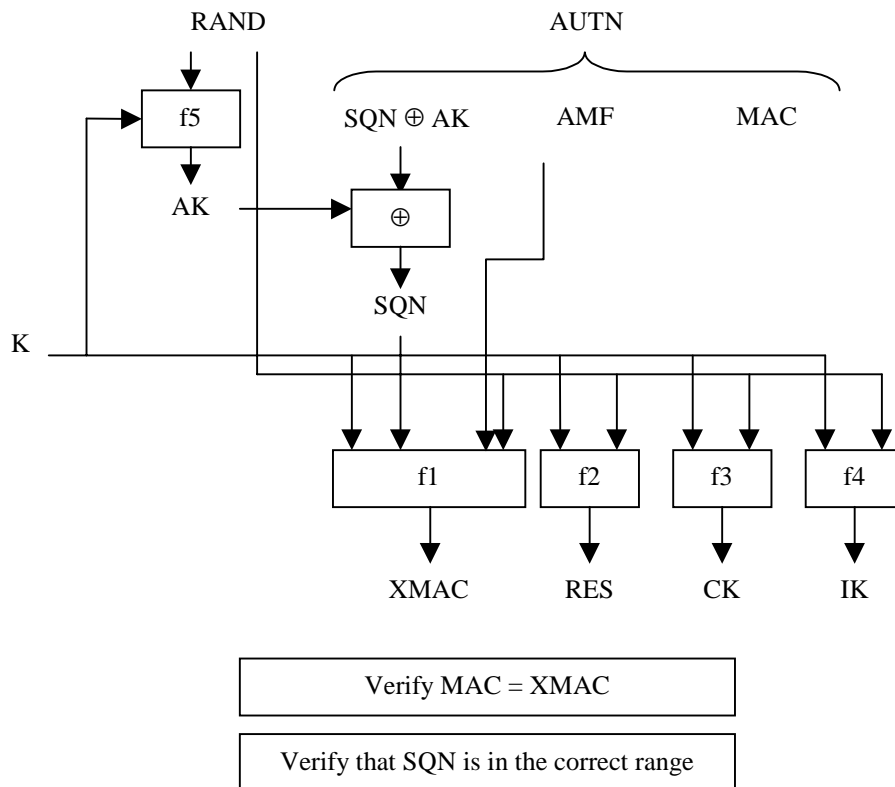 RAND AUTN
f5 SQN ⊕ AK AMF MAC
AK ⊕
SQN
K
f1 f2 f3 f4
XMAC RES CK IK
Verify MAC = XMAC
Verify that SQN is in the correct range